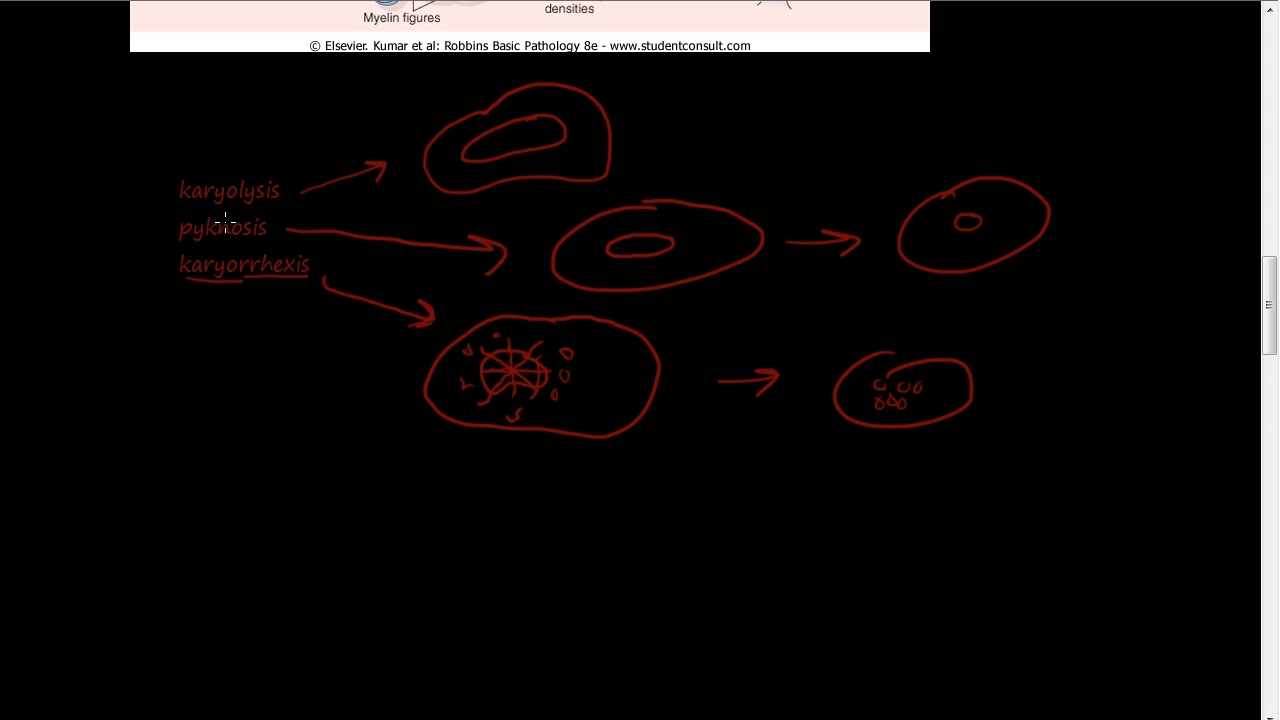 densities
Myelin figures
© Elsevier. Kumar et al: Robbins Basic Pathology 8e - www.studentconsult.com
karyolysis
pyknosis
karyorrhexis